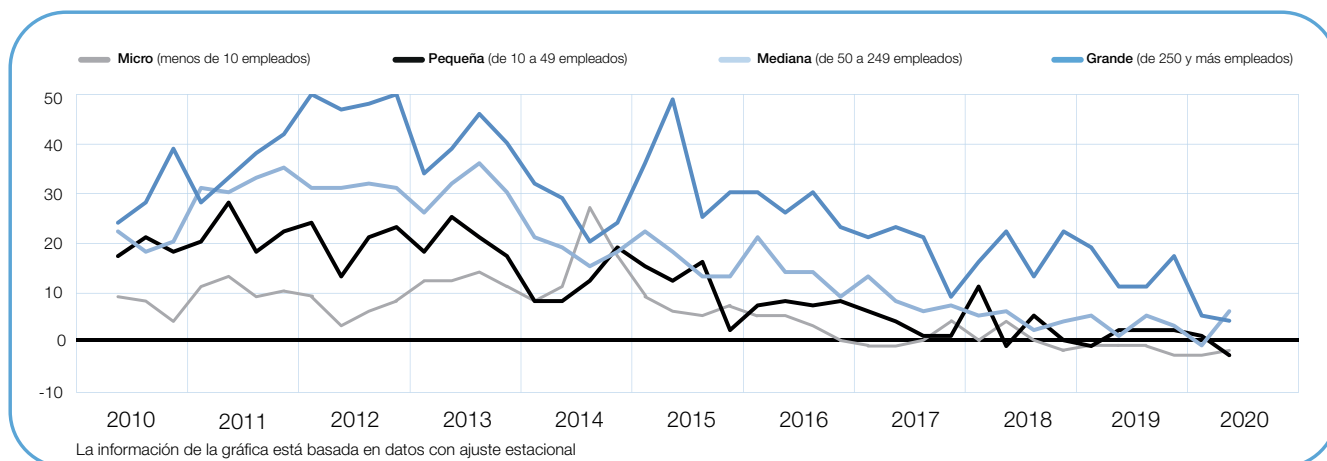 Micro (menos de 10 empleados) Pequeña (de 10 a 49 empleados) Mediana (de 50 a 249 empleados) Grande (de 250 y más empleados)
50
40
30
20
10
0
-10
2010 2011 2012 2013 2014 2015 2016 2017 2018 2019 2020
La información de la gráfica está basada en datos con ajuste estacional